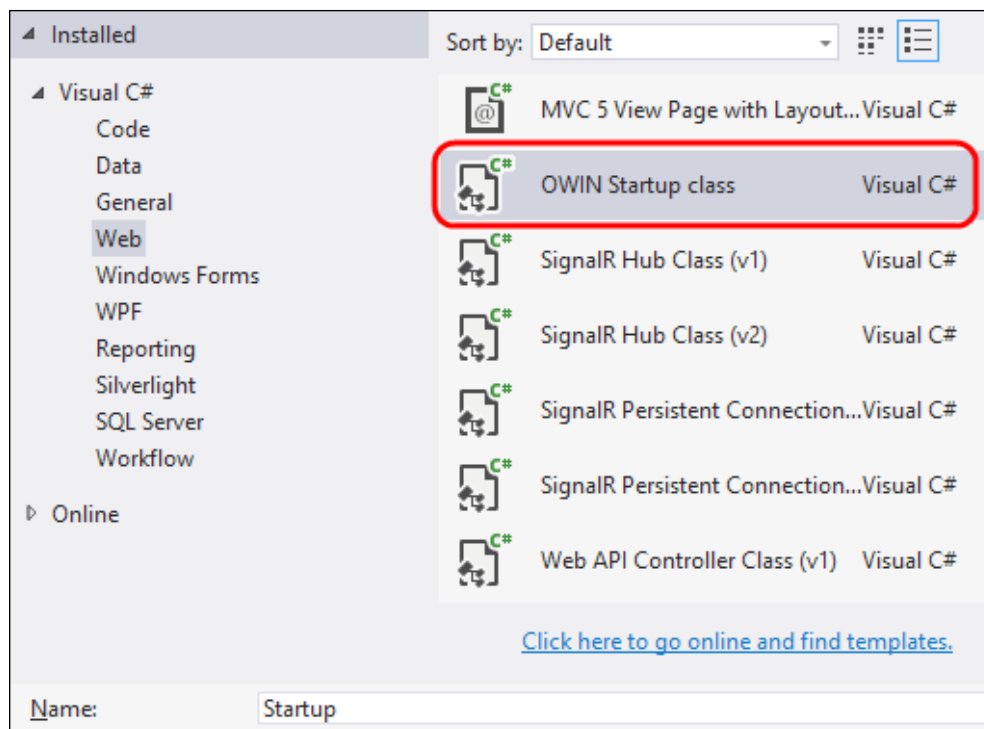 Installed
Visual C#
Code
Data
General
Web
Windows Forms
WPF
Reporting
Silverlight
SQL Server
Workflow
Online
Sort by: Default
C# @ MVC 5 View Page with Layout... Visual C#
C# OWIN Startup class Visual C#
C# SignalR Hub Class (v1) Visual C#
C# SignalR Hub Class (v2) Visual C#
C# SignalR Persistent Connection... Visual C#
C# SignalR Persistent Connection... Visual C#
C# Web API Controller Class (v1) Visual C#
Click here to go online and find templates.
Name: Startup